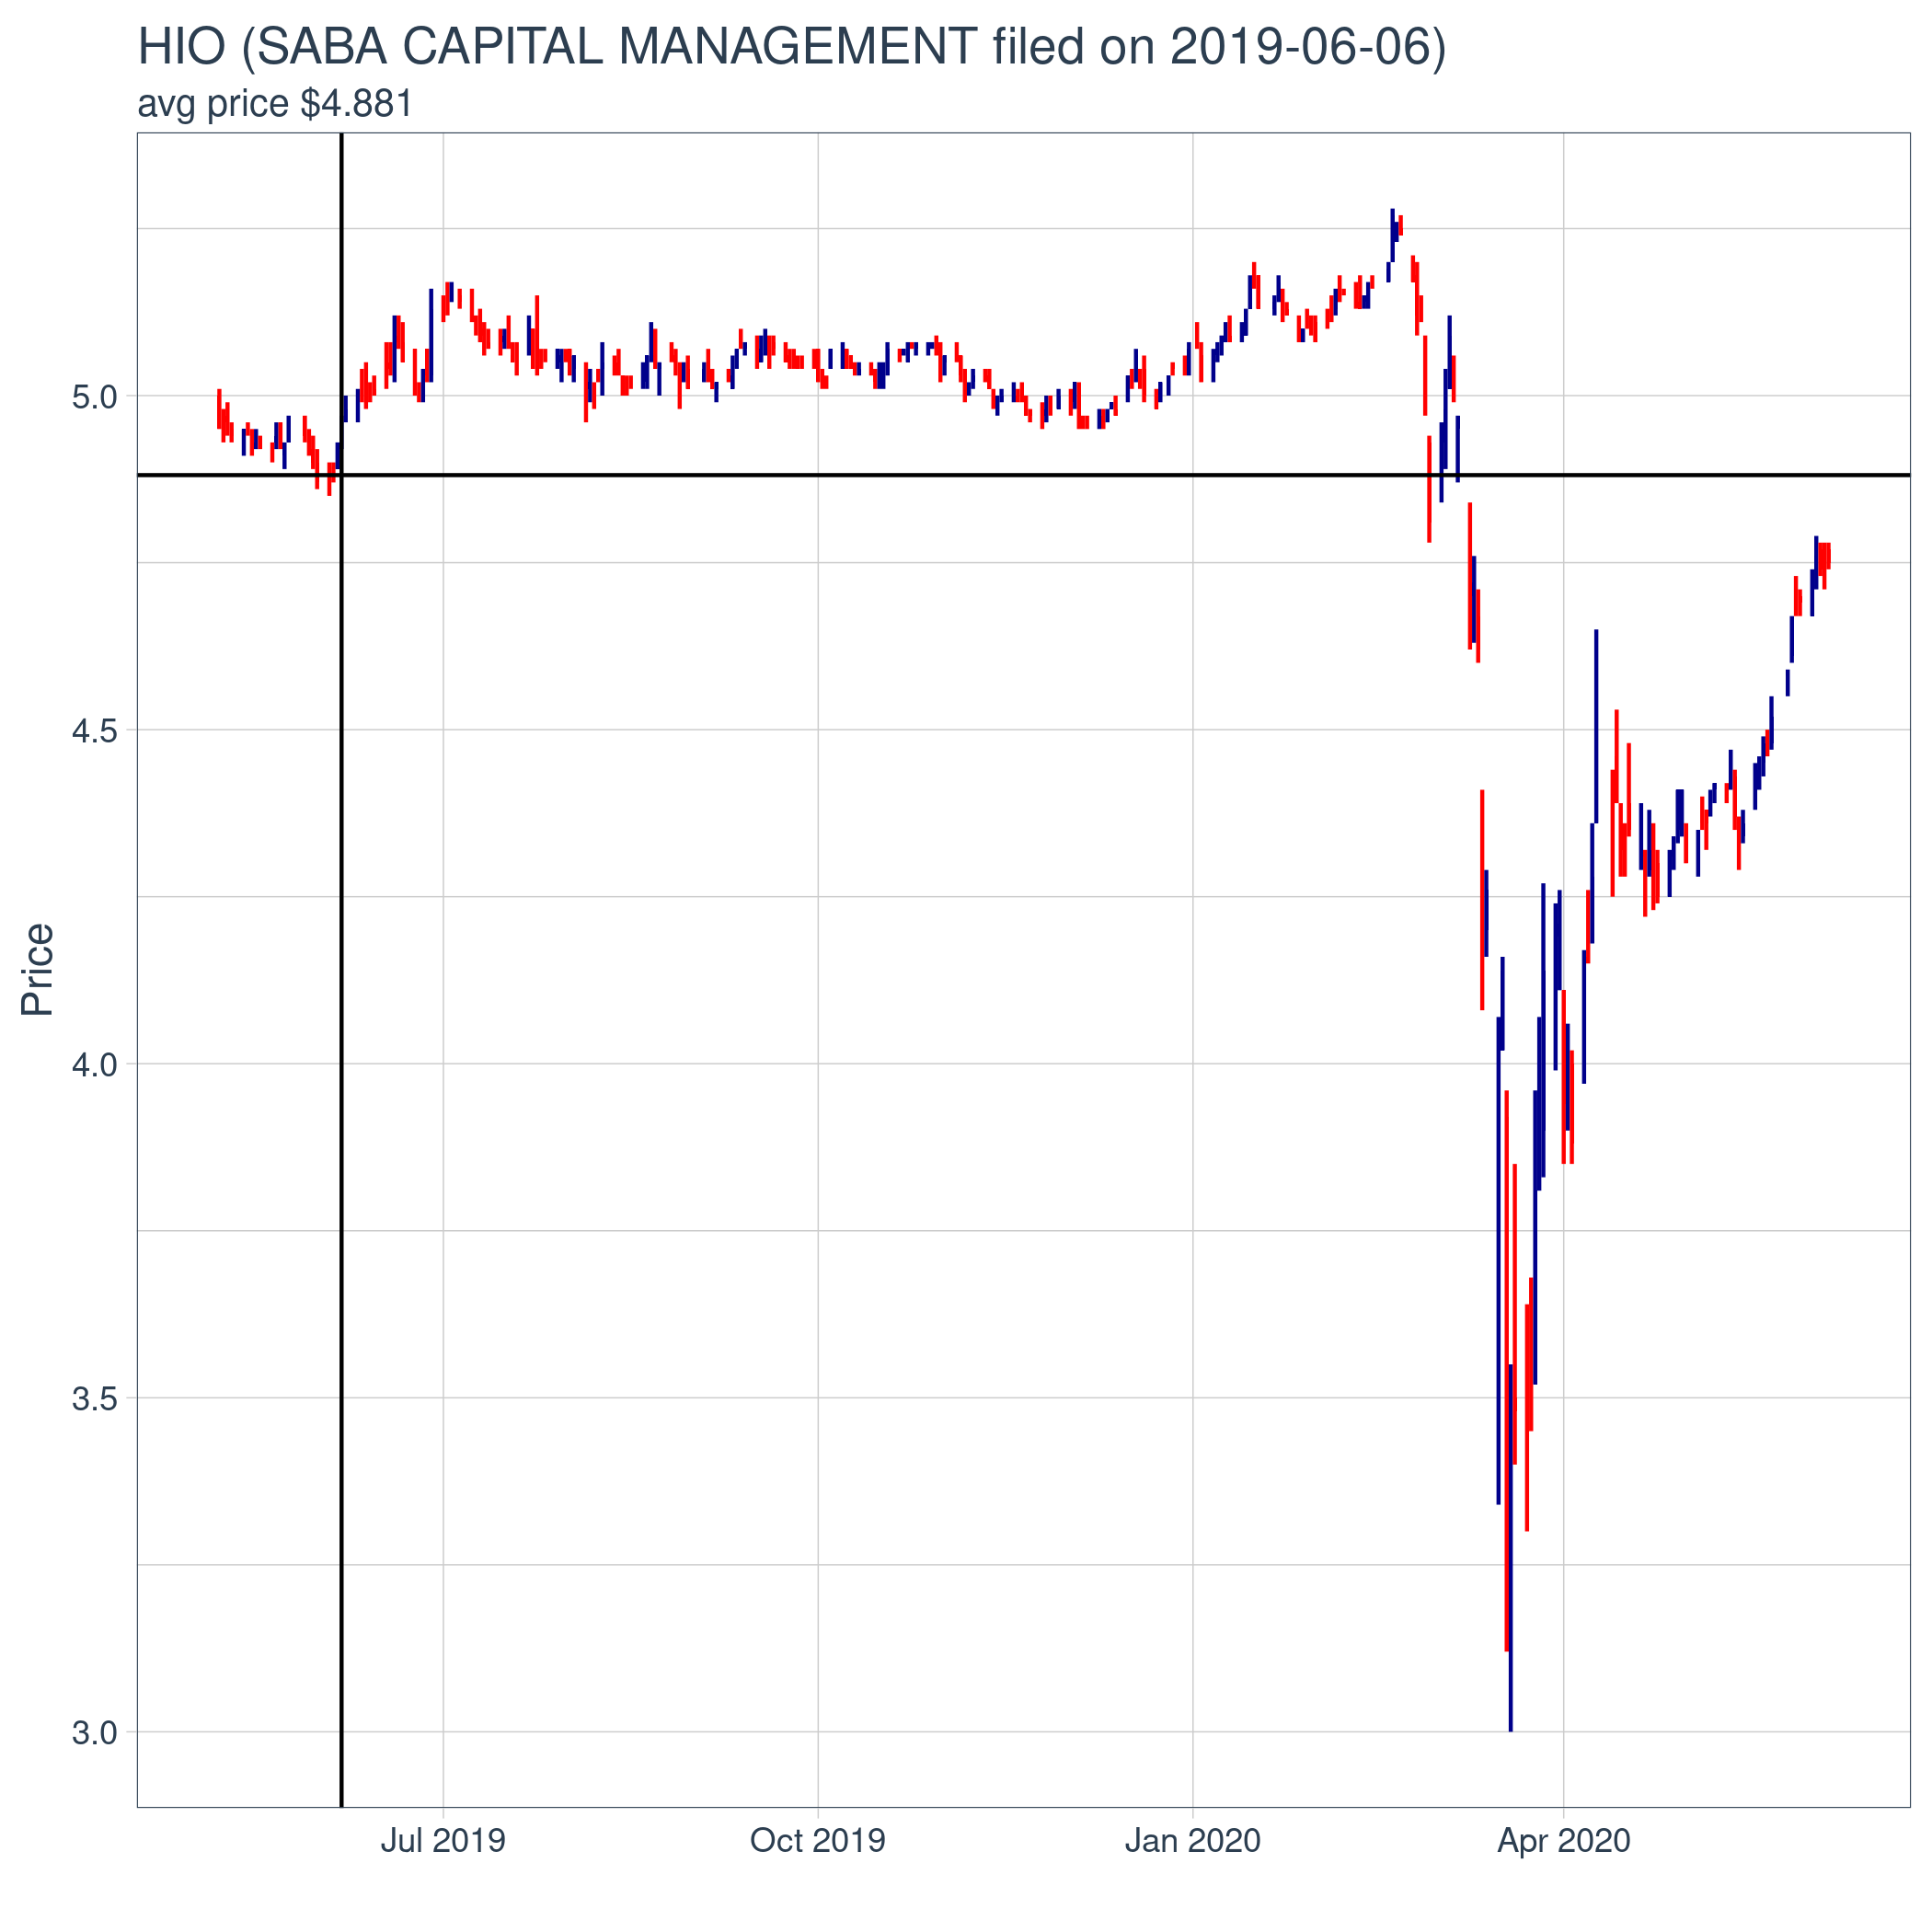 HIO (SABA CAPITAL MANAGEMENT filed on 2019-06-06)
avg price $4.881
Price
5.0
4.5
4.0
3.5
3.0
Jul 2019
Oct 2019
Jan 2020
Apr 2020